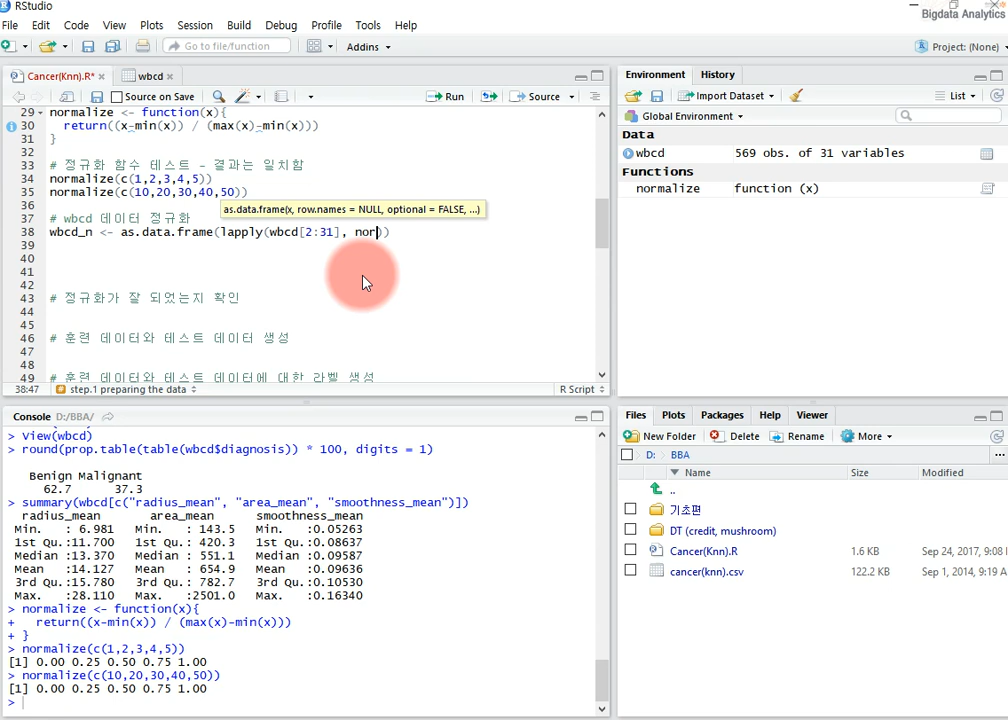 RStudio
Bigdata Analytics
File Edit Code View Plots Session Build Debug Profile Tools Help
Go to file/function Addins Project: (None)
Cancer(Knn).R* wbcd
Source on Save Run Source
29 normalize <- function(x){
30 return((x-min(x)) / (max(x)-min(x)))
31 }
32
33 # 정규화 함수 테스트 - 결과는 일치함
34 normalize(c(1,2,3,4,5))
35 normalize(c(10,20,30,40,50))
36
as.data.frame(x, row.names = NULL, optional = FALSE, ...)
37 # wbcd 데이터 정규화
38 wbcd_n <- as.data.frame(lapply(wbcd[2:31], nor))
39
40
41
42
43 # 정규화가 잘 되었는지 확인
44
45
46 # 훈련 데이터와 테스트 데이터 생성
47
48
49 # 훈련 데이터와 테스트 데이터에 대한 라벨 생성
38:47 # step.1 preparing the data R Script
Environment History
Import Dataset List
Global Environment
Data
wbcd 569 obs. of 31 variables
Functions
normalize function (x)
Console D:/BBA/
> View(wbcd)
> round(prop.table(table(wbcd$diagnosis)) * 100, digits = 1)
Benign Malignant
62.7 37.3
> summary(wbcd[c("radius_mean", "area_mean", "smoothness_mean")])
radius_mean area_mean smoothness_mean
Min. : 6.981 Min. : 143.5 Min. :0.05263
1st Qu.:11.700 1st Qu.: 420.3 1st Qu.:0.08637
Median :13.370 Median : 551.1 Median :0.09587
Mean :14.127 Mean : 654.9 Mean :0.09636
3rd Qu.:15.780 3rd Qu.: 782.7 3rd Qu.:0.10530
Max. :28.110 Max. :2501.0 Max. :0.16340
> normalize <- function(x){
+ return((x-min(x)) / (max(x)-min(x)))
+ }
> normalize(c(1,2,3,4,5))
[1] 0.00 0.25 0.50 0.75 1.00
> normalize(c(10,20,30,40,50))
[1] 0.00 0.25 0.50 0.75 1.00
>
Files Plots Packages Help Viewer
New Folder Delete Rename More
D: BBA
Name Size Modified
..
기초편
DT (credit, mushroom)
Cancer(Knn).R 1.6 KB Sep 24, 2017, 9:08
cancer(knn).csv 122.2 KB Sep 1, 2014, 9:19 A